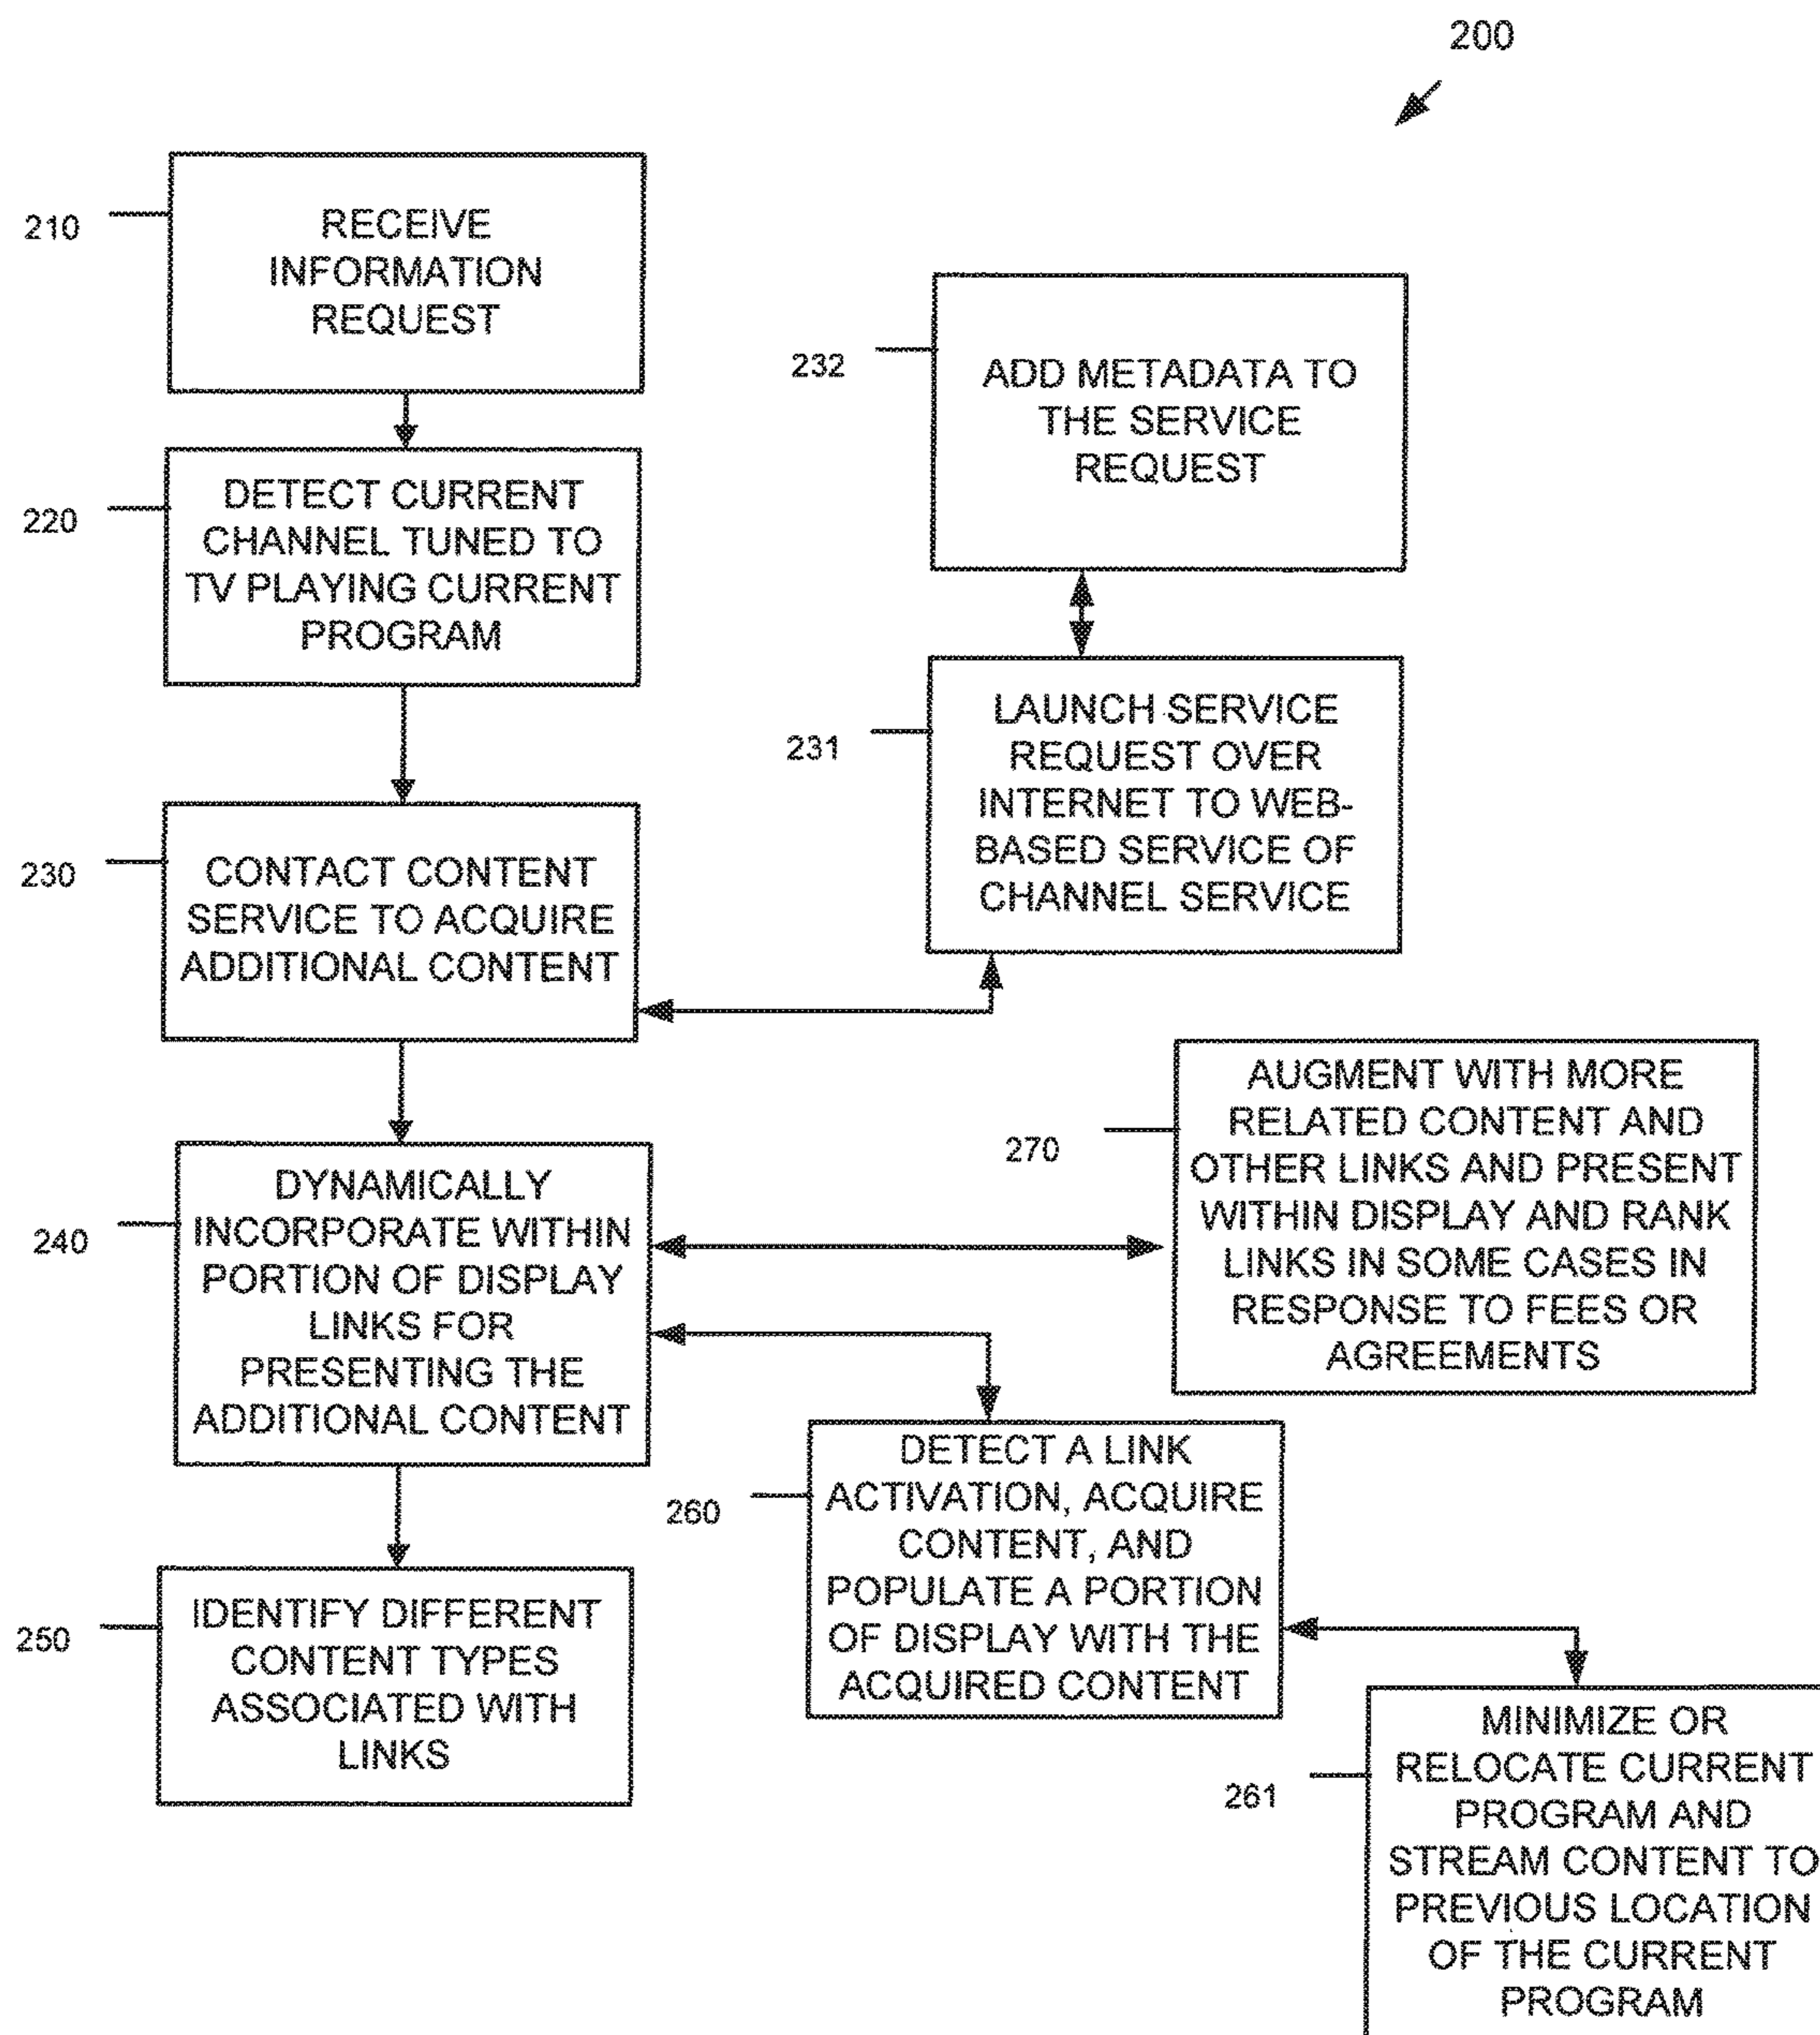 200
210
RECEIVE
INFORMATION
REQUEST
220
DETECT CURRENT
CHANNEL TUNED TO
TV PLAYING CURRENT
PROGRAM
232
ADD METADATA TO
THE SERVICE
REQUEST
231
LAUNCH SERVICE
REQUEST OVER
INTERNET TO WEB-
BASED SERVICE OF
CHANNEL SERVICE
230
CONTACT CONTENT
SERVICE TO ACQUIRE
ADDITIONAL CONTENT
240
DYNAMICALLY
INCORPORATE WITHIN
PORTION OF DISPLAY
LINKS FOR
PRESENTING THE
ADDITIONAL CONTENT
270
AUGMENT WITH MORE
RELATED CONTENT AND
OTHER LINKS AND PRESENT
WITHIN DISPLAY AND RANK
LINKS IN SOME CASES IN
RESPONSE TO FEES OR
AGREEMENTS
250
IDENTIFY DIFFERENT
CONTENT TYPES
ASSOCIATED WITH
LINKS
260
DETECT A LINK
ACTIVATION, ACQUIRE
CONTENT, AND
POPULATE A PORTION
OF DISPLAY WITH THE
ACQUIRED CONTENT
261
MINIMIZE OR
RELOCATE CURRENT
PROGRAM AND
STREAM CONTENT TO
PREVIOUS LOCATION
OF THE CURRENT
PROGRAM